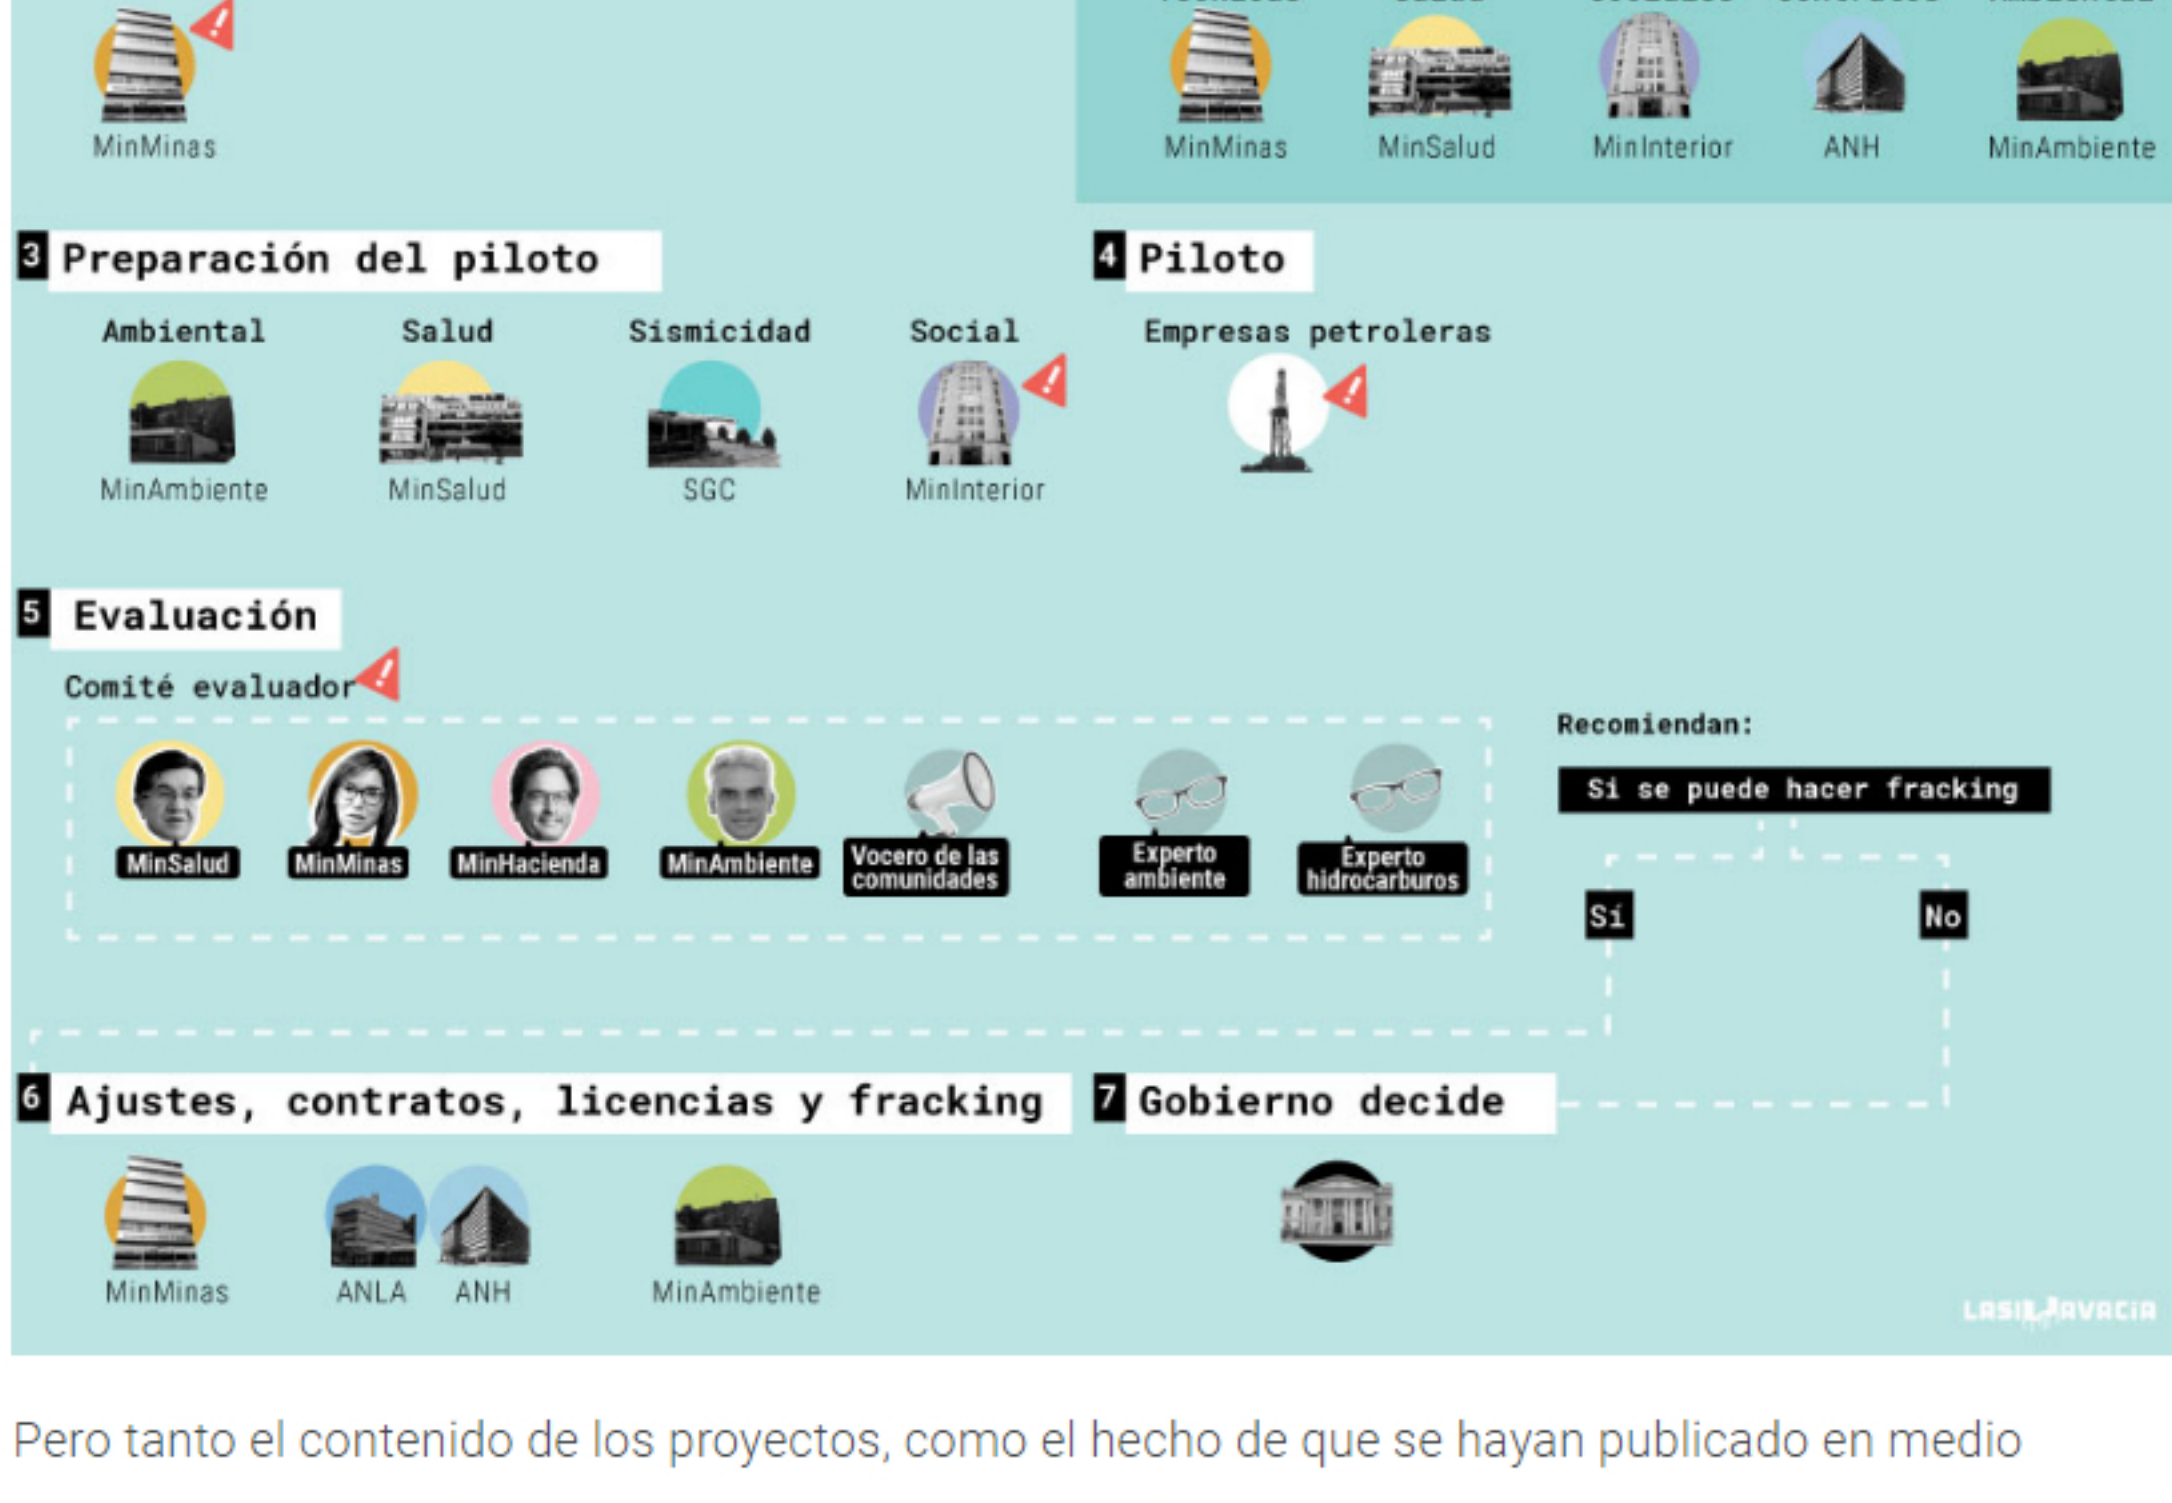 MinMinas
MinMinas MinSalud MinInterior ANH MinAmbiente
3 Preparación del piloto
Ambiental Salud Sismicidad Social
MinAmbiente MinSalud SGC MinInterior
4 Piloto
Empresas petroleras
5 Evaluación
Comité evaluador
MinSalud MinMinas MinHacienda MinAmbiente
Vocero de las
comunidades
Experto
ambiente
Experto
hidrocarburos
Recomiendan:
Si se puede hacer fracking
Sí No
6 Ajustes, contratos, licencias y fracking
MinMinas ANLA ANH MinAmbiente
7 Gobierno decide
LASILLAVACÍA
Pero tanto el contenido de los proyectos, como el hecho de que se hayan publicado en medio